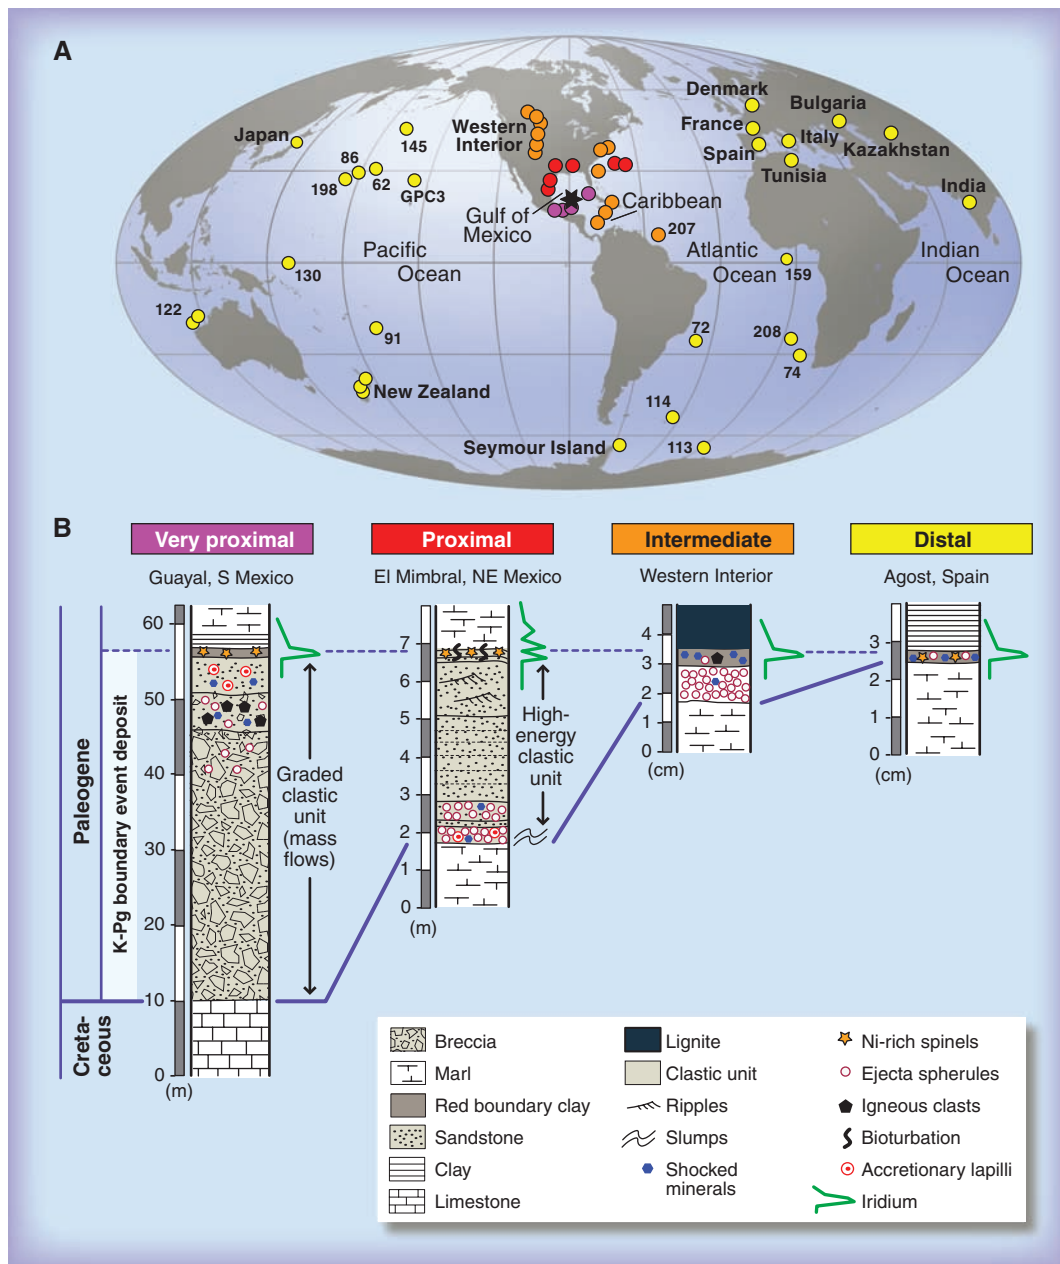 A
Denmark
Bulgaria
France
Italy
Kazakhstan
Spain
Tunisia
India
Japan
145
Western
Interior
86
62
198
GPC3
Gulf of
Mexico
Caribbean
207
Pacific
Ocean
Atlantic
Ocean
Indian
Ocean
130
159
122
91
72
208
74
New Zealand
114
Seymour Island
113
B
Very proximal
Proximal
Intermediate
Distal
Guayal, S Mexico
El Mimbral, NE Mexico
Western Interior
Agost, Spain
Paleogene
Creta-
ceous
K-Pg boundary event deposit
60
50
40
30
20
10
0
(m)
Graded
clastic
unit
(mass
flows)
7
6
5
4
3
2
1
0
(m)
High-
energy
clastic
unit
4
3
2
1
0
(cm)
3
2
1
0
(cm)
Breccia
Marl
Red boundary clay
Sandstone
Clay
Limestone
Lignite
Clastic unit
Ripples
Slumps
Shocked
minerals
Ni-rich spinels
Ejecta spherules
Igneous clasts
Bioturbation
Accretionary lapilli
Iridium